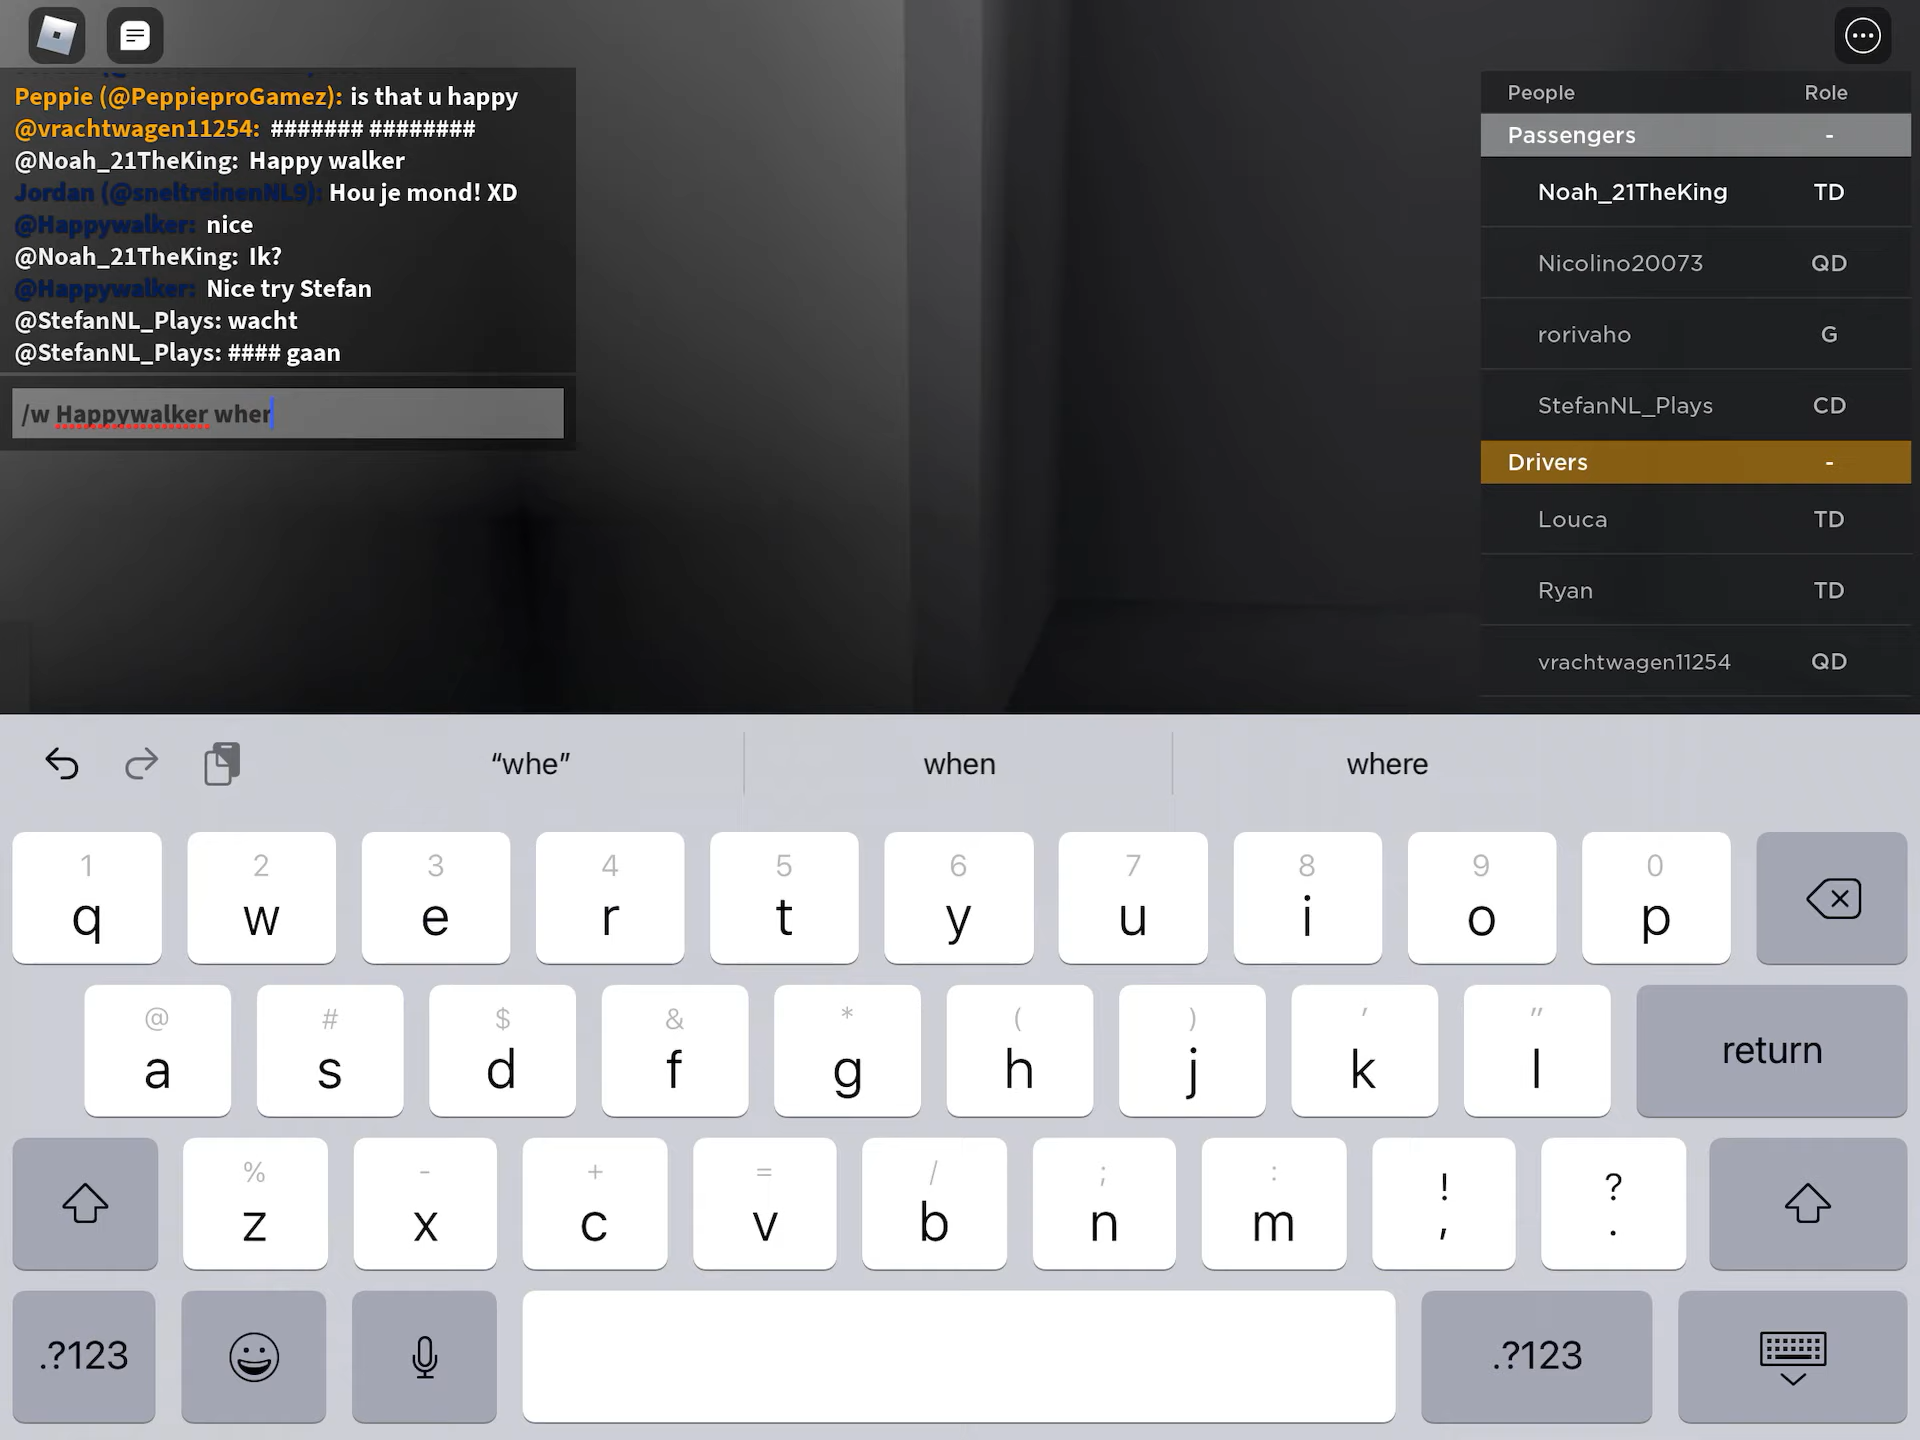 Peppie (@PeppieproGamez): is that u happy
@vrachtwagen11254: ####### ########
@Noah_21TheKing: Happy walker
Jordan (@sneltreinenNL9): Hou je mond! XD
@Happywalker: nice
@Noah_21TheKing: Ik?
@Happywalker: Nice try Stefan
@StefanNL_Plays: wacht
@StefanNL_Plays: #### gaan
/w Happywalker wher
People Role
Passengers -
Noah_21TheKing TD
Nicolino20073 QD
rorivaho G
StefanNL_Plays CD
Drivers -
Louca TD
Ryan TD
vrachtwagen11254 QD
“whe” when where
1 2 3 4 5 6 7 8 9 0
q w e r t y u i o p
@ # $ & * ( ) ' "
a s d f g h j k l return
% - + = / ; : ! ?
z x c v b n m , .
.?123 .?123